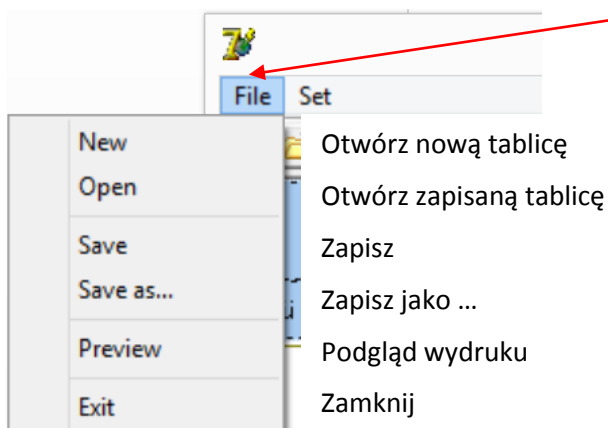 File Set
New Otwórz nową tablicę
Open Otwórz zapisaną tablicę
Save Zapisz
Save as... Zapisz jako ...
Preview Podgląd wydruku
Exit Zamknij